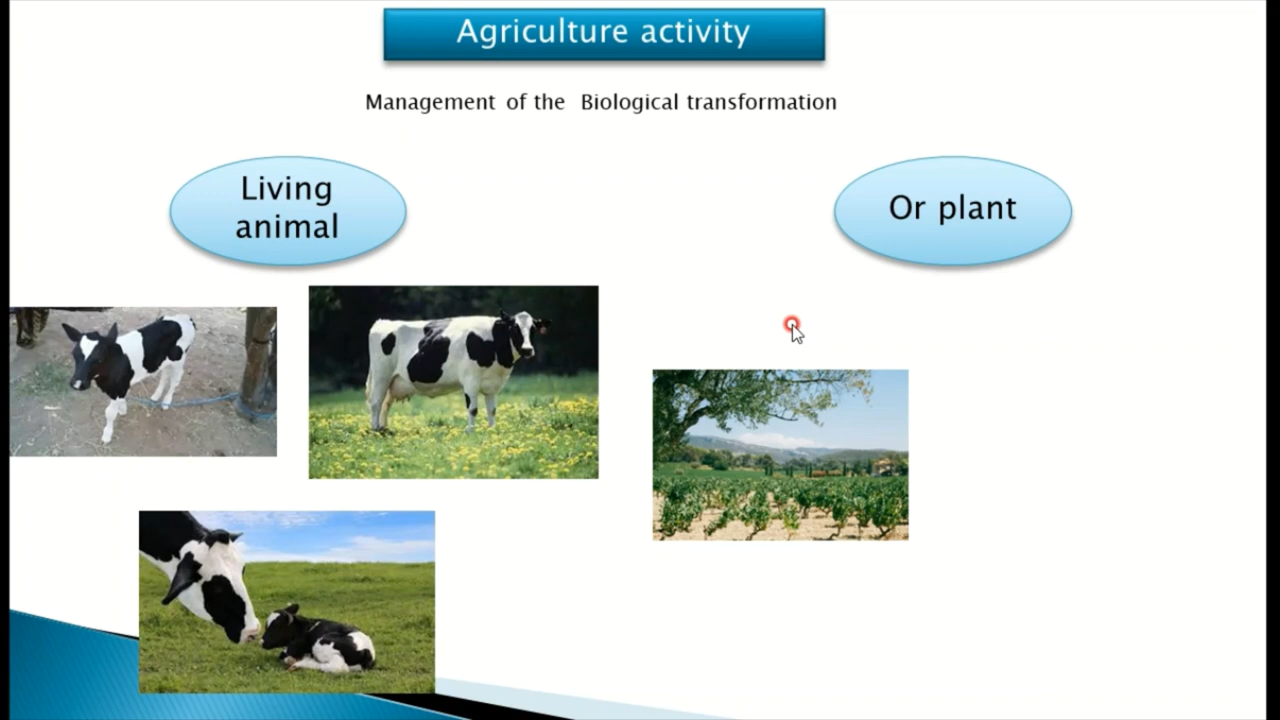 Agriculture activity
Management of the Biological transformation
Living
animal
Or plant